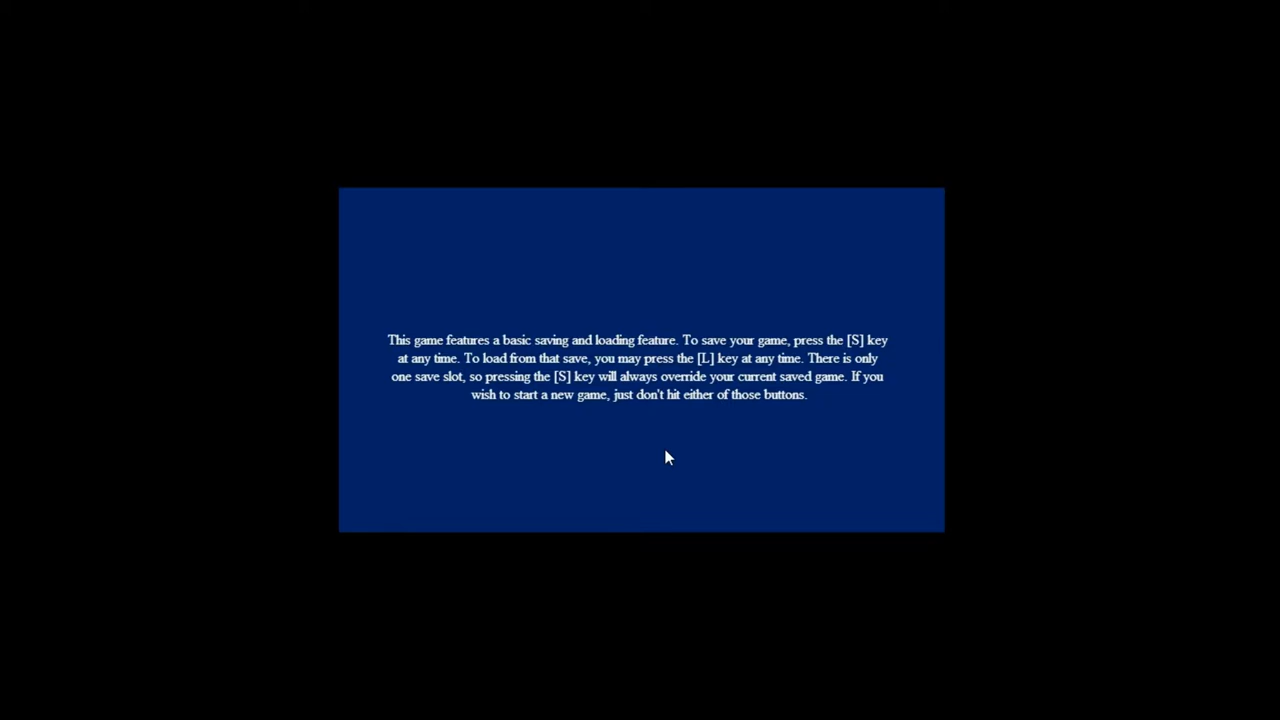 This game features a basic saving and loading feature. To save your game, press the [S] key
at any time. To load from that save, you may press the [L] key at any time. There is only
one save slot, so pressing the [S] key will always override your current saved game. If you
wish to start a new game, just don't hit either of those buttons.